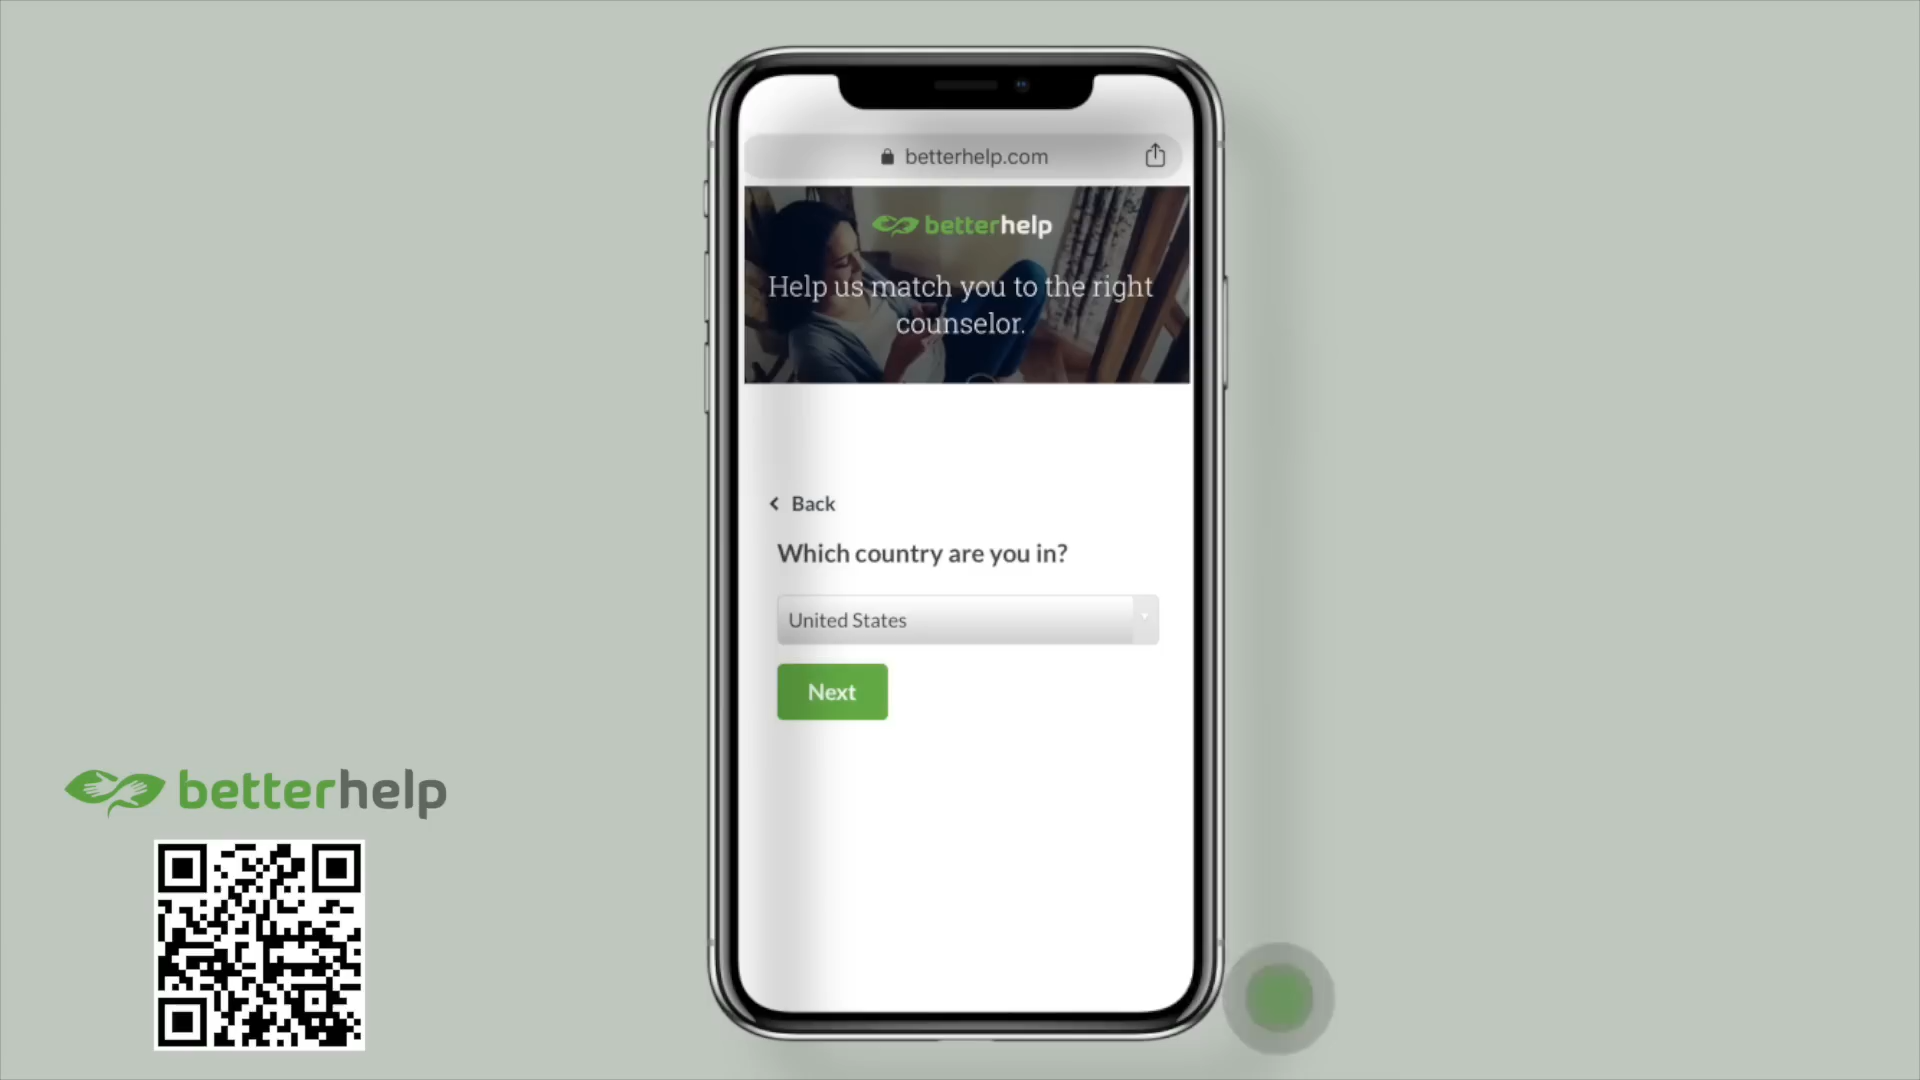 betterhelp.com
betterhelp
Help us match you to the right
counselor.
Back
Which country are you in?
United States
Next
betterhelp